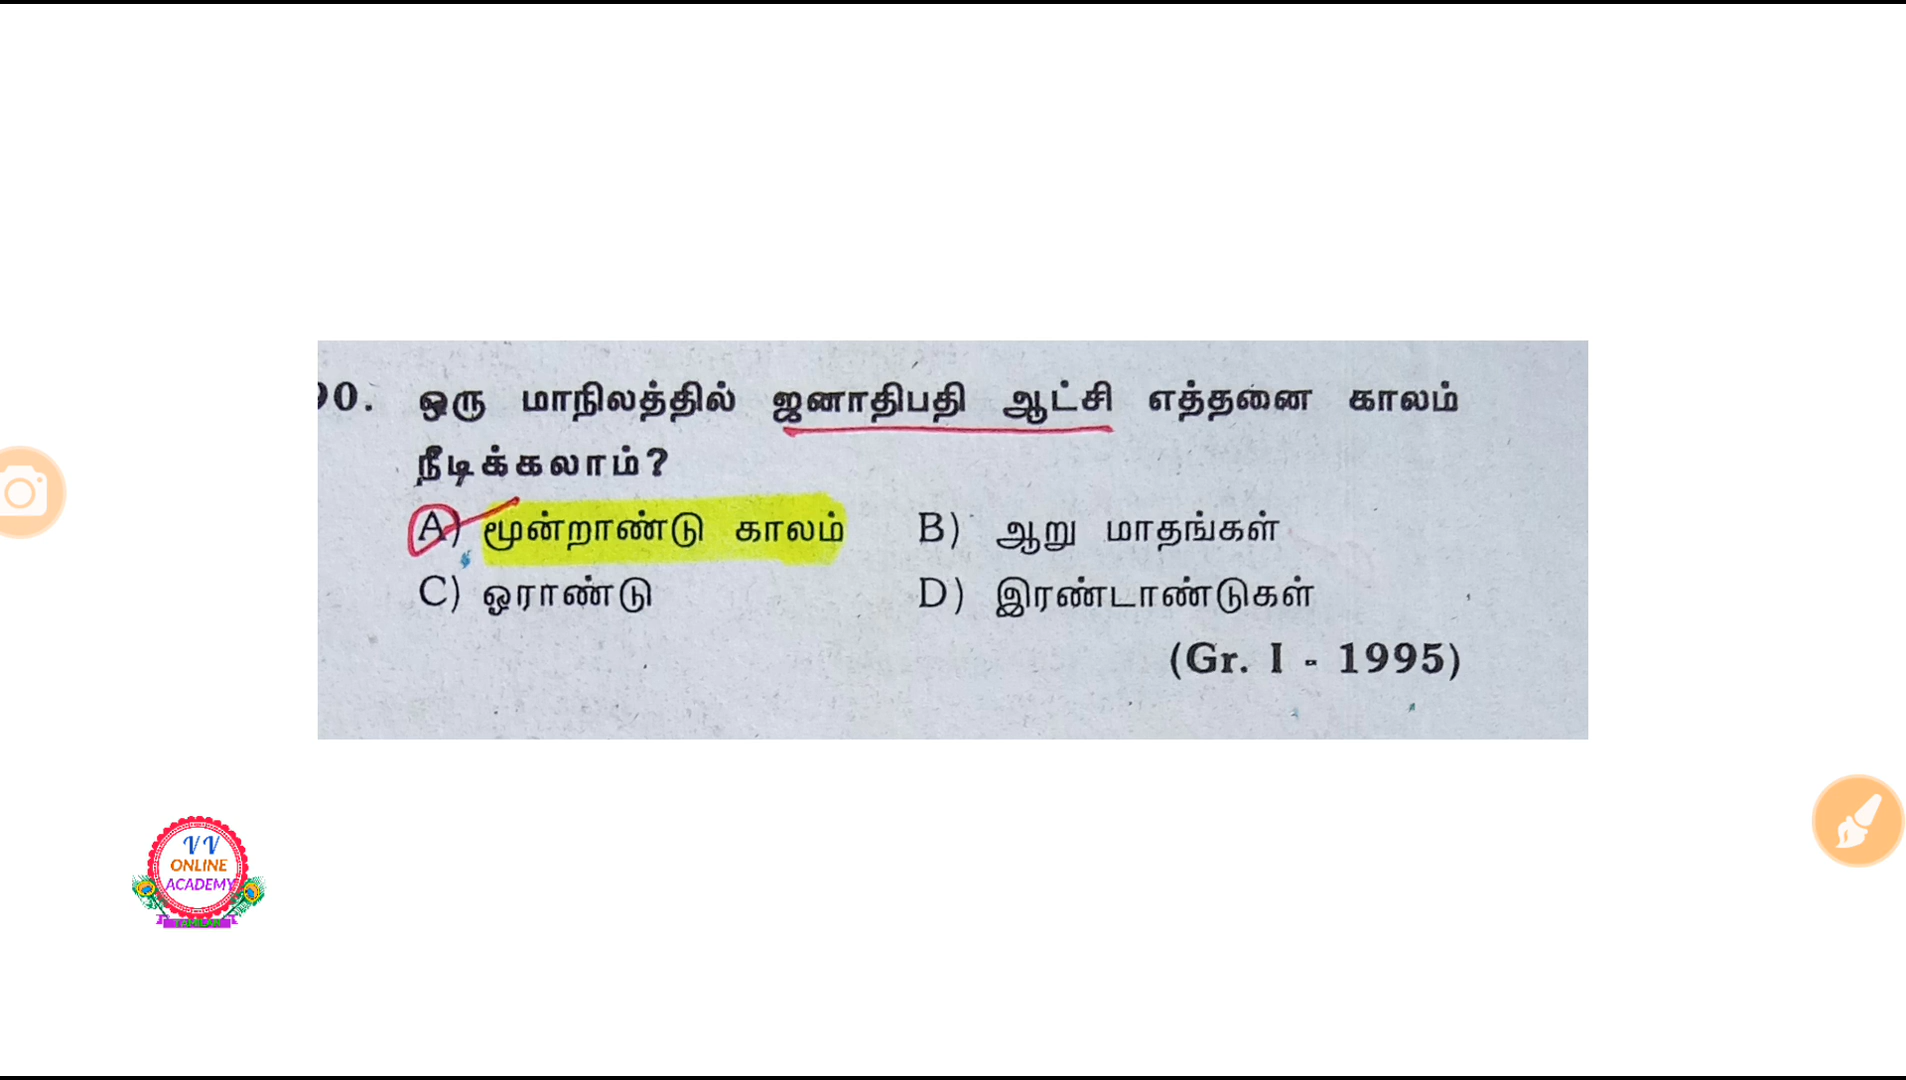 90. ஒரு மாநிலத்தில் ஜனாதிபதி ஆட்சி எத்தனை காலம்
நீடிக்கலாம்?
A) மூன்றாண்டு காலம் B) ஆறு மாதங்கள்
C) ஓராண்டு D) இரண்டாண்டுகள்
(Gr. I - 1995)
VV
ONLINE
ACADEMY